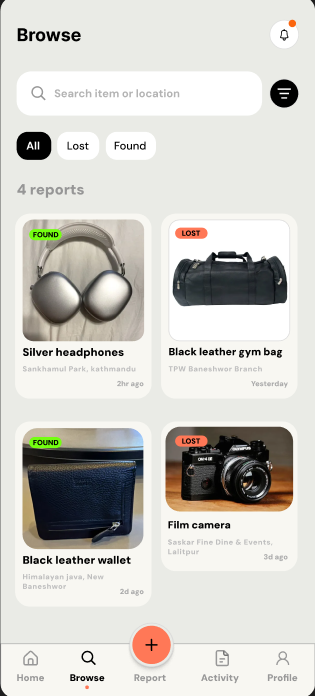 Browse
Search item or location
All
Lost
Found
4 reports
FOUND
Silver headphones
Sankhamul Park, kathmandu
2hr ago
LOST
Black leather gym bag
TPW Baneshwor Branch
Yesterday
FOUND
Black leather wallet
Himalayan java, New
Baneshwor
2d ago
LOST
OLYMPUS
Film camera
Saskar Fine Dine & Events,
Lalitpur
3d ago
Home
Browse
Report
Activity
Profile